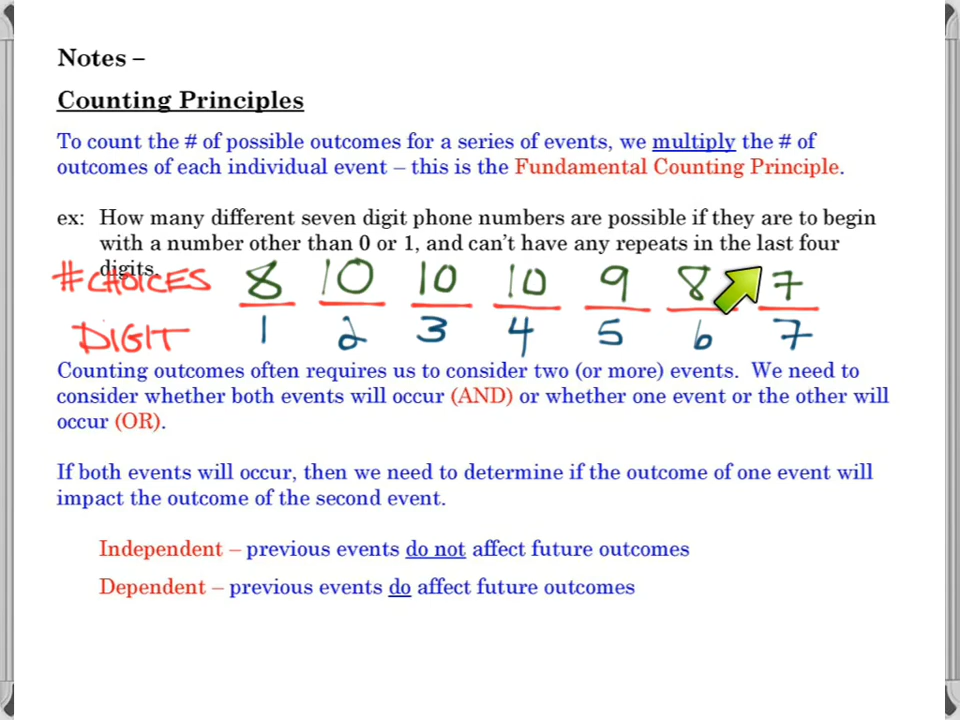 Notes –
Counting Principles
To count the # of possible outcomes for a series of events, we multiply the # of
outcomes of each individual event – this is the Fundamental Counting Principle.
ex: How many different seven digit phone numbers are possible if they are to begin
with a number other than 0 or 1, and can't have any repeats in the last four
digits.
# CHOICES 8 10 10 10 9 8 7
DIGIT 1 2 3 4 5 6 7
Counting outcomes often requires us to consider two (or more) events. We need to
consider whether both events will occur (AND) or whether one event or the other will
occur (OR).
If both events will occur, then we need to determine if the outcome of one event will
impact the outcome of the second event.
Independent – previous events do not affect future outcomes
Dependent – previous events do affect future outcomes